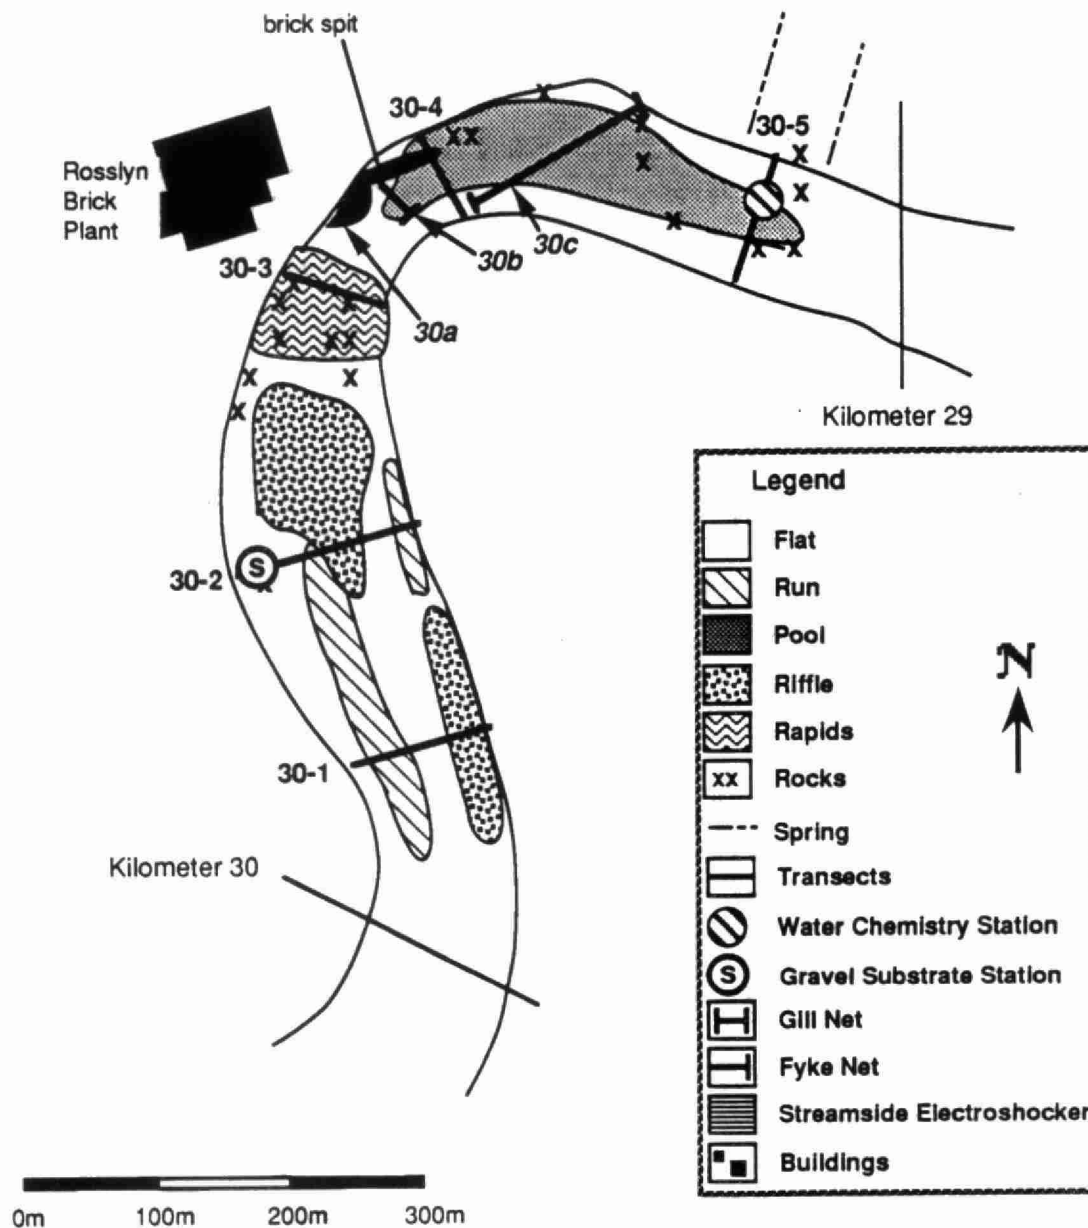 brick spit
30-4
30-5
Rosslyn
Brick
Plant
30-3
30b
30c
30a
Kilometer 29
30-2
S
30-1
Kilometer 30
Legend
Flat
Run
Pool
Riffle
Rapids
xx Rocks
Spring
Transects
Water Chemistry Station
S Gravel Substrate Station
Gill Net
Fyke Net
Streamside Electroshocker
Buildings
N
0m 100m 200m 300m